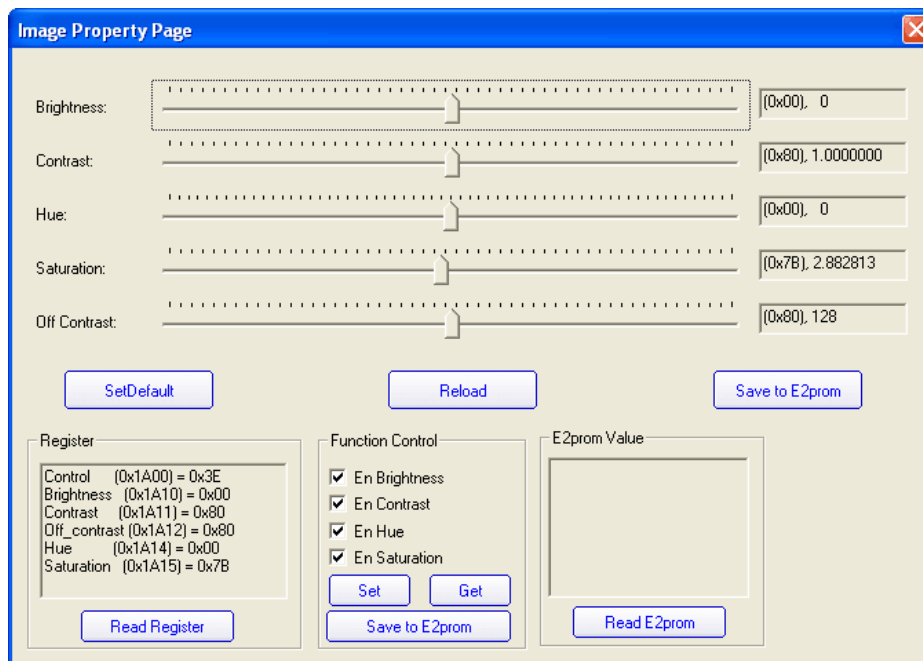 Image Property Page
Brightness: (0x00), 0
Contrast: (0x80), 1.0000000
Hue: (0x00), 0
Saturation: (0x7B), 2.882813
Off Contrast: (0x80), 128
SetDefault Reload Save to E2prom
Register
Control (0x1A00) = 0x3E
Brightness (0x1A10) = 0x00
Contrast (0x1A11) = 0x80
Off_contrast (0x1A12) = 0x80
Hue (0x1A14) = 0x00
Saturation (0x1A15) = 0x7B
Read Register
Function Control
En Brightness
En Contrast
En Hue
En Saturation
Set Get
Save to E2prom
E2prom Value
Read E2prom